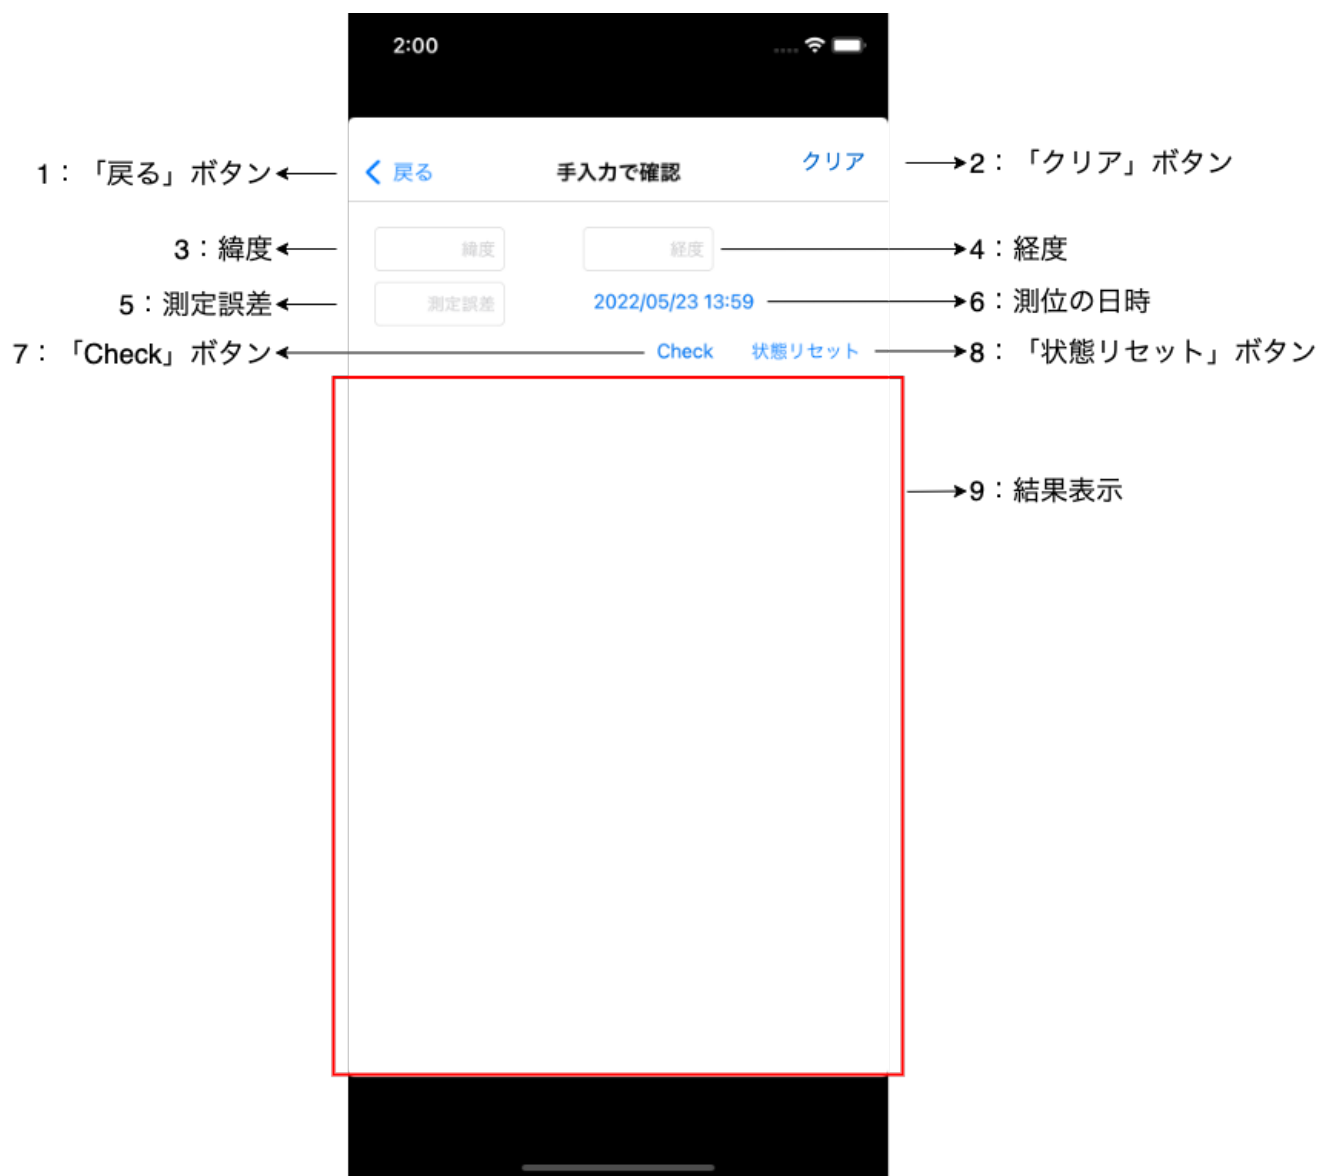 2:00
1：「戻る」ボタン
戻る
手入力で確認
クリア
2：「クリア」ボタン
3：緯度
緯度
経度
4：経度
5：測定誤差
測定誤差
2022/05/23 13:59
6：測位の日時
7：「Check」ボタン
Check
状態リセット
8：「状態リセット」ボタン
9：結果表示